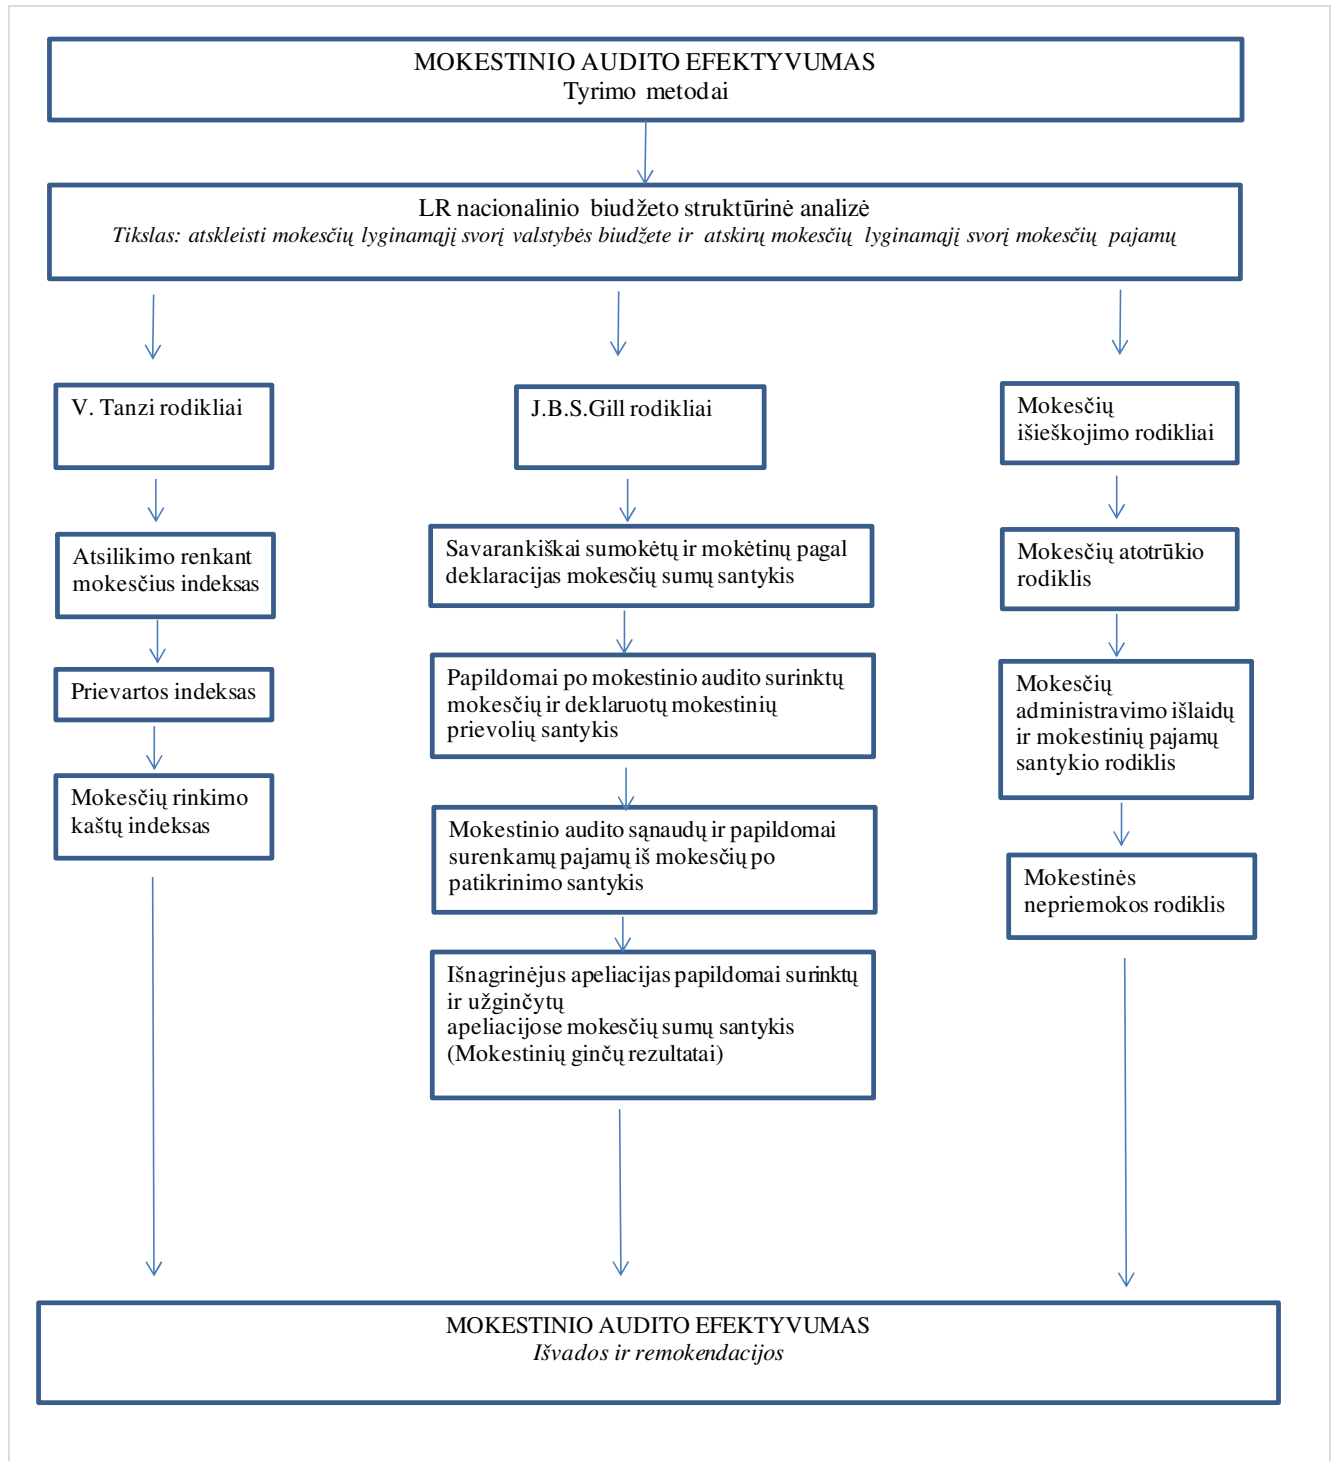 MOKESTINIO AUDITO EFEKTYVUMAS
Tyrimo metodai
LR nacionalinio biudžeto struktūrinė analizė
Tikslas: atskleisti mokesčių lyginamąjį svorį valstybės biudžete ir atskirų mokesčių lyginamąjį svorį mokesčių pajamų
V. Tanzi rodikliai
Atsilikimo renkant
mokesčius indeksas
Prievartos indeksas
Mokesčių rinkimo
kaštų indeksas
J.B.S.Gill rodikliai
Savarankiškai sumokėtų ir mokėtinų pagal
deklaracijas mokesčių sumų santykis
Papildomai po mokestinio audito surinktų
mokesčių ir deklaruotų mokestinių
prievolių santykis
Mokestinio audito sąnaudų ir papildomai
surenkamų pajamų iš mokesčių po
patikrinimo santykis
Išnagrinėjus apeliacijas papildomai surinktų
ir užginčytų
apeliacijose mokesčių sumų santykis
(Mokestinių ginčų rezultatai)
Mokesčių
išieškojimo rodikliai
Mokesčių atotrūkio
rodiklis
Mokesčių
administravimo išlaidų
ir mokestinių pajamų
santykio rodiklis
Mokestinės
nepriemokos rodiklis
MOKESTINIO AUDITO EFEKTYVUMAS
Išvados ir remokendacijos